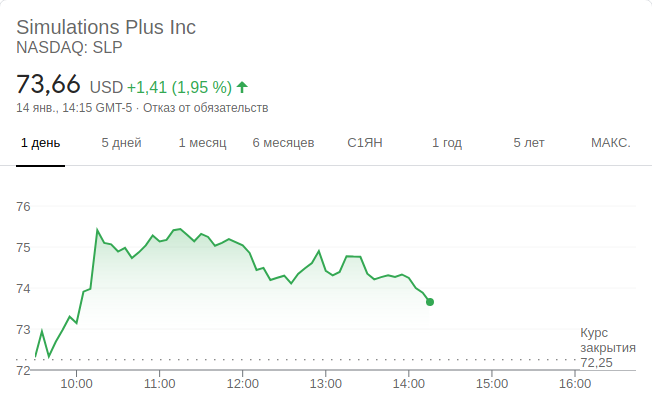 Simulations Plus Inc
NASDAQ: SLP
73,66 USD +1,41 (1,95 %)
14 янв., 14:15 GMT-5 · Отказ от обязательств
1 день 5 дней 1 месяц 6 месяцев С1ЯН 1 год 5 лет МАКС.
76
75
74
73
72
Курс
закрытия
72,25
10:00 11:00 12:00 13:00 14:00 15:00 16:00